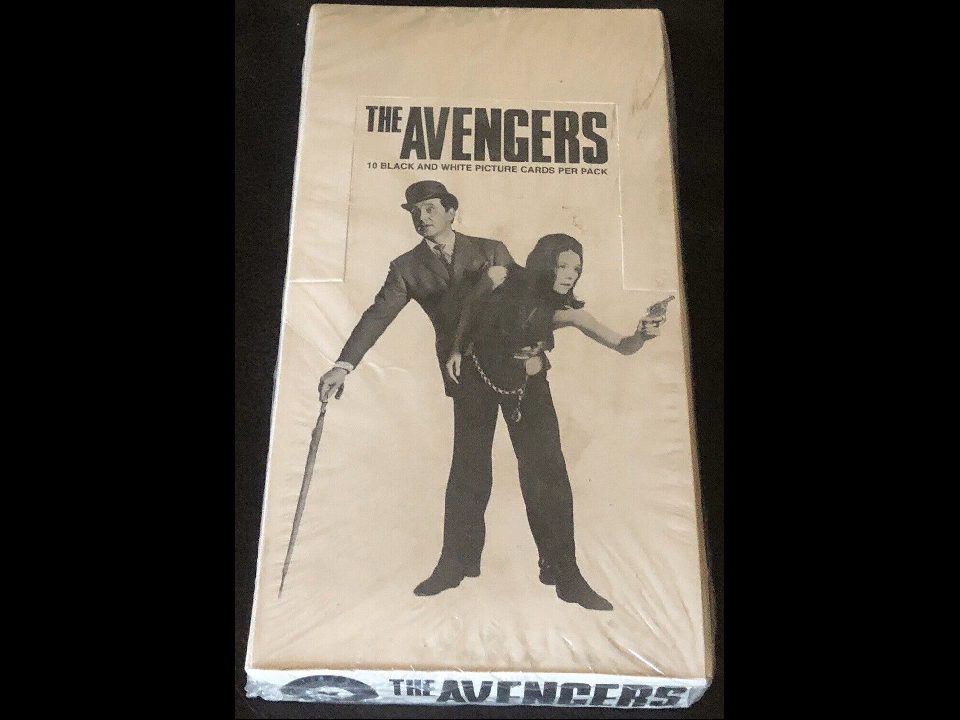 THE AVENGERS
10 BLACK AND WHITE PICTURE CARDS PER PACK
THE AVENGERS